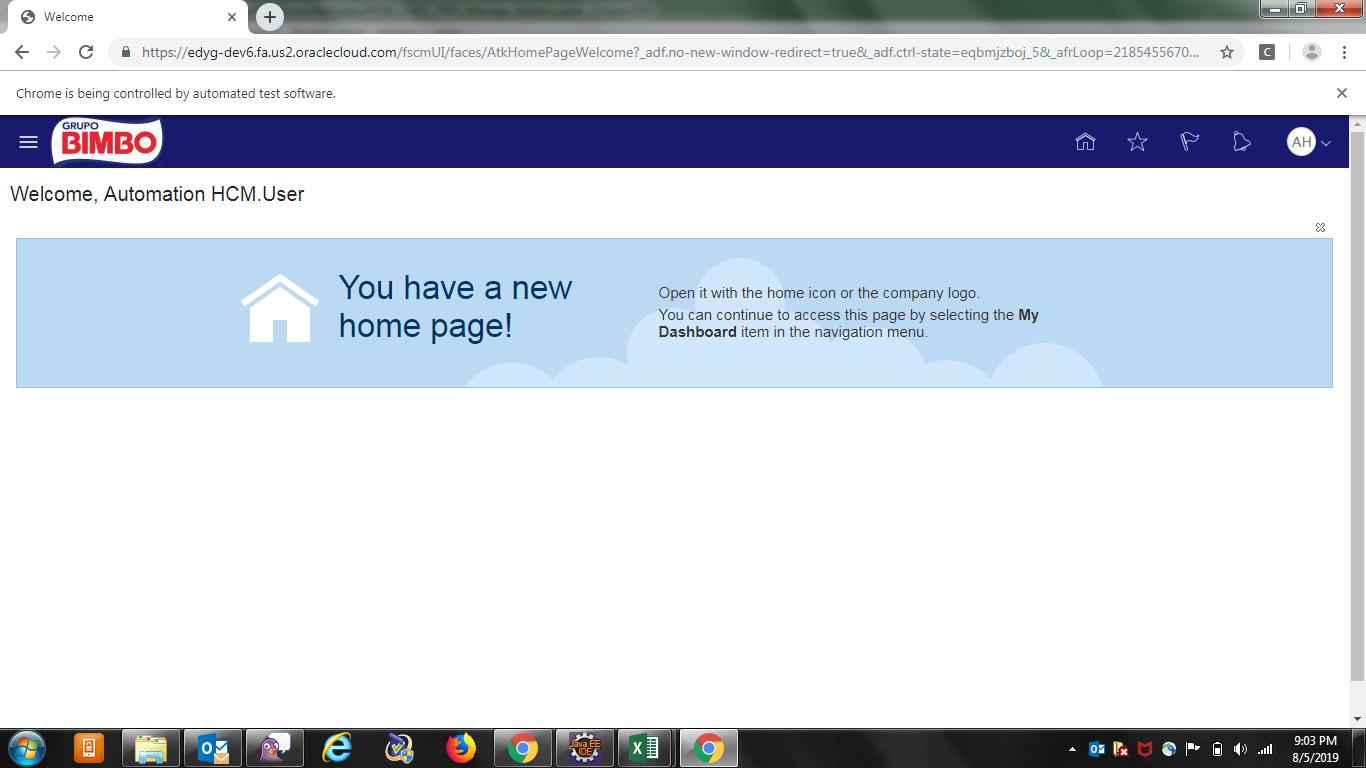 Welcome
https://edyg-dev6.fa.us2.oraclecloud.com/fscmUI/faces/AtkHomePageWelcome?_adf.no-new-window-redirect=true&_adf.ctrl-state=eqbmjzboj_5&_afrLoop=2185455670...
C
Chrome is being controlled by automated test software.
GRUPO
BIMBO
AH
Welcome, Automation HCM.User
You have a new
home page!
Open it with the home icon or the company logo.
You can continue to access this page by selecting the My
Dashboard item in the navigation menu.
Java EE
IDE
9:03 PM
8/5/2019